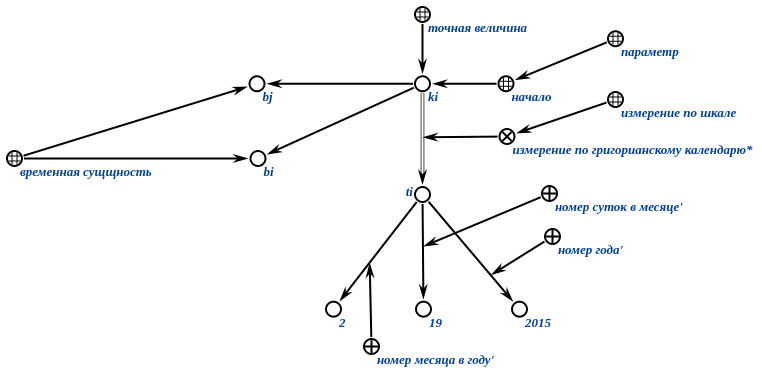 точная величина
параметр
bj
ki
начало
измерение по шкале
измерение по григорианскому календарю*
временная сущщность
bi
ti
номер суток в месяце'
номер года'
2
19
2015
номер месяца в году'